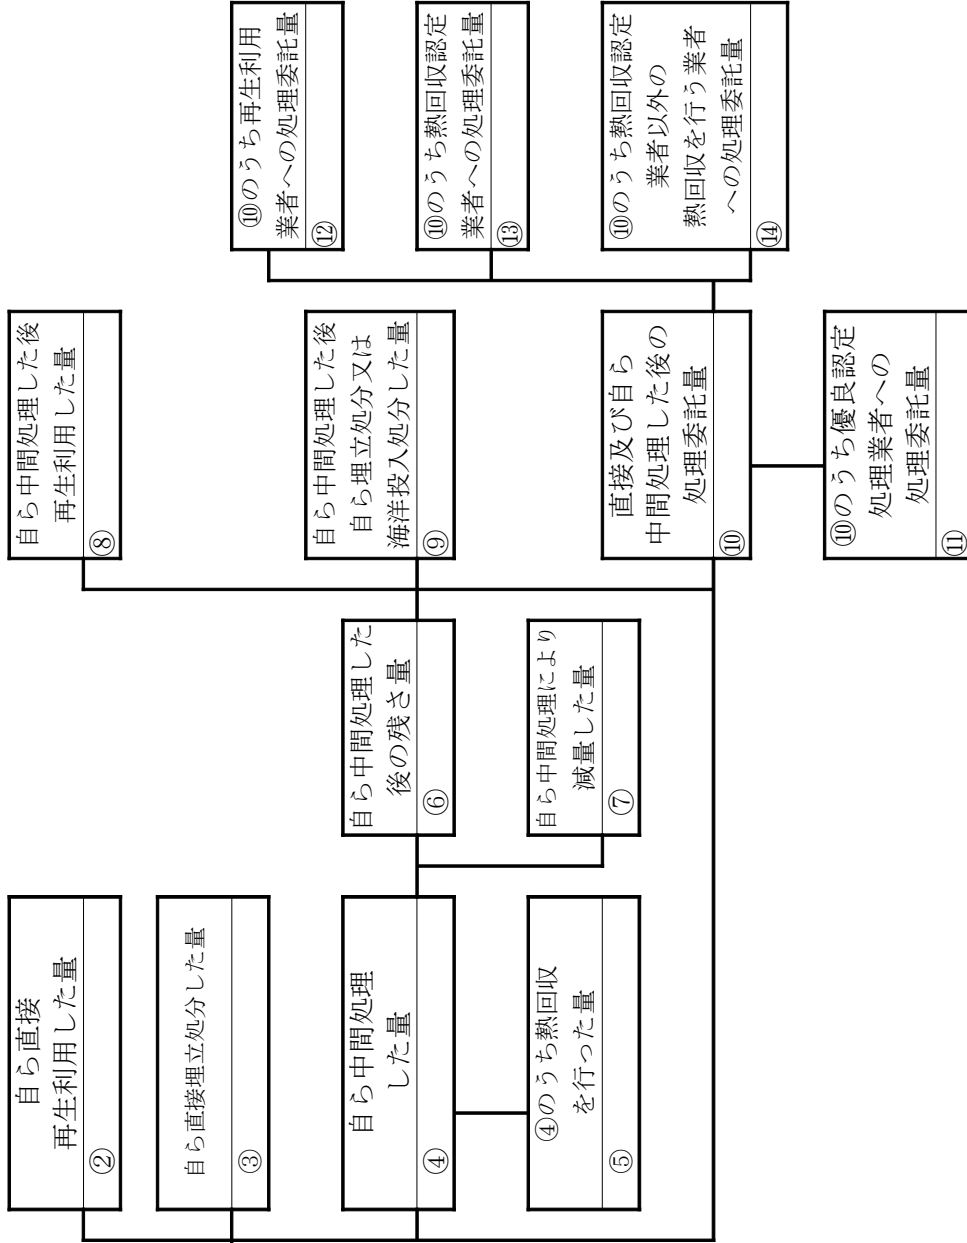 自ら直接
再生利用した量
②
自ら直接埋立処分した量
③
自ら中間処理
した量
④
④のうち熱回収
を行った量
⑤
自ら中間処理した
後の残さ量
⑥
自ら中間処理により
減量した量
⑦
自ら中間処理した後
再生利用した量
⑧
自ら中間処理した後
自ら埋立処分又は
海洋投入処分した量
⑨
直接及び自ら
中間処理した後の
処理委託量
⑩
⑩のうち優良認定
処理業者への
処理委託量
⑪
⑩のうち再生利用
業者への処理委託量
⑫
⑩のうち熱回収認定
業者への処理委託量
⑬
⑩のうち熱回収認定
業者以外の
熱回収を行う業者
への処理委託量
⑭